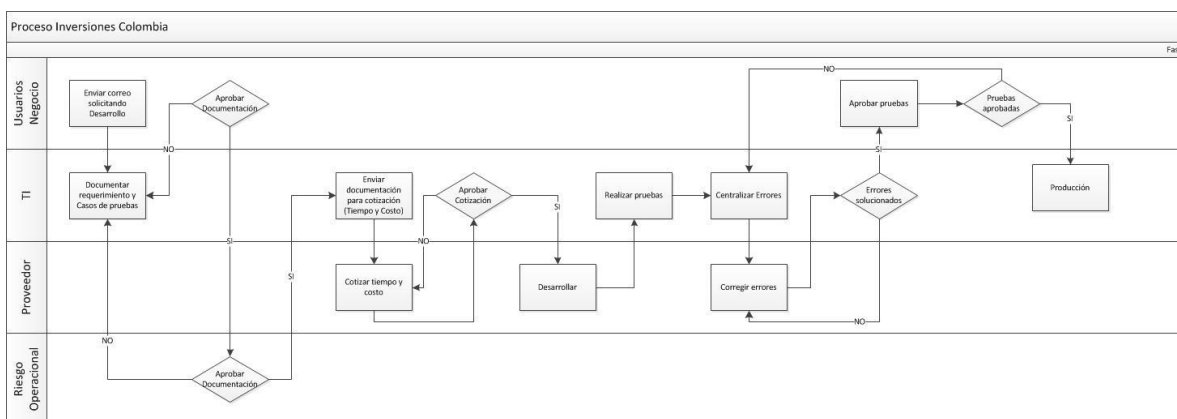 Proceso Inversiones Colombia
Fas
Usuarios
Negocio
Enviar correo
solicitando
Desarrollo
Aprobar
Documentación
NO
Aprobar pruebas
Pruebas
aprobadas
NO
SI
SI
TI
Documentar
requerimiento y
Casos de pruebas
Enviar
documentación
para cotización
(Tiempo y Costo)
Aprobar
Cotización
SI
NO
Realizar pruebas
Centralizar Errores
Errores
solucionados
Producción
SI
SI
Proveedor
Cotizar tiempo y
costo
Desarrollar
Corregir errores
NO
Riesgo
Operacional
NO
Aprobar
Documentación